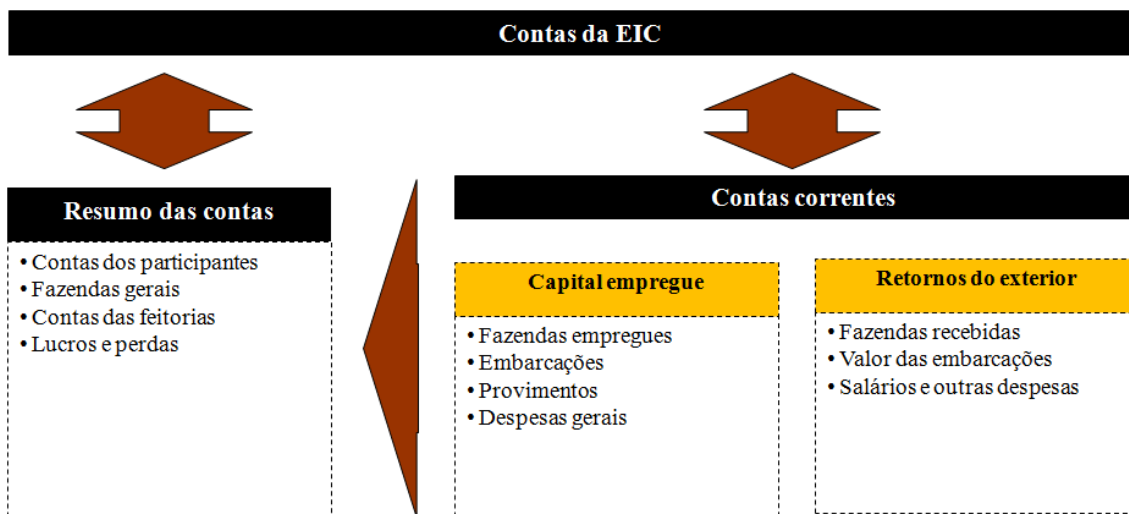 Contas da EIC
Resumo das contas
• Contas dos participantes
• Fazendas gerais
• Contas das feitorias
• Lucros e perdas
Contas correntes
Capital empregue
• Fazendas empregues
• Embarcações
• Provimentos
• Despesas gerais
Retornos do exterior
• Fazendas recebidas
• Valor das embarcações
• Salários e outras despesas